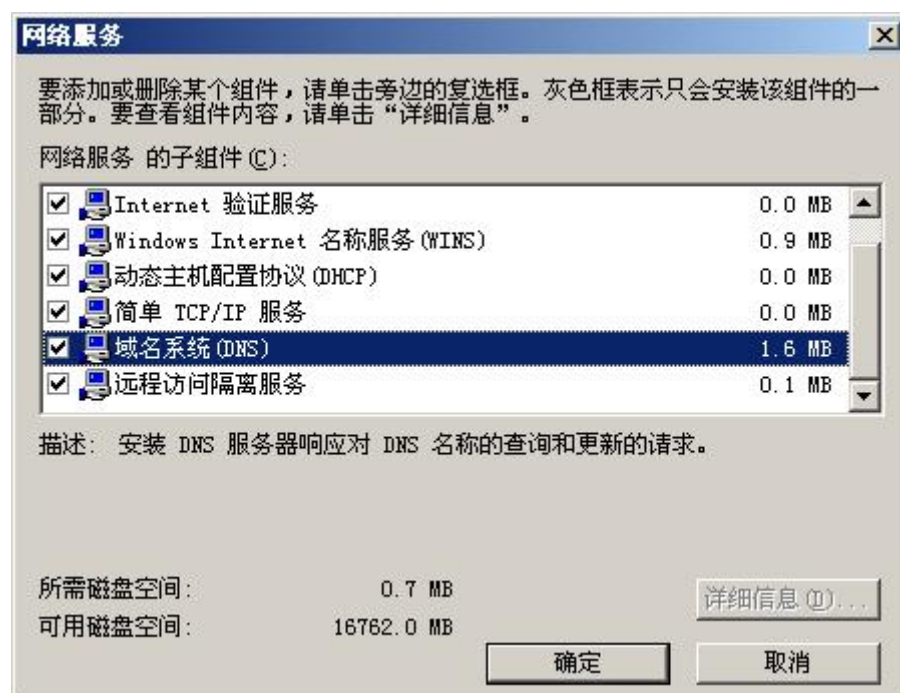 网络服务
要添加或删除某个组件，请单击旁边的复选框。灰色框表示只会安装该组件的一
部分。要查看组件内容，请单击“详细信息”。
网络服务 的子组件(C):
Internet 验证服务 0.0 MB
Windows Internet 名称服务(WINS) 0.9 MB
动态主机配置协议(DHCP) 0.0 MB
简单 TCP/IP 服务 0.0 MB
域名系统(DNS) 1.6 MB
远程访问隔离服务 0.1 MB
描述: 安装 DNS 服务器响应对 DNS 名称的查询和更新的请求。
所需磁盘空间: 0.7 MB
详细信息(D)...
可用磁盘空间: 16762.0 MB
确定 取消